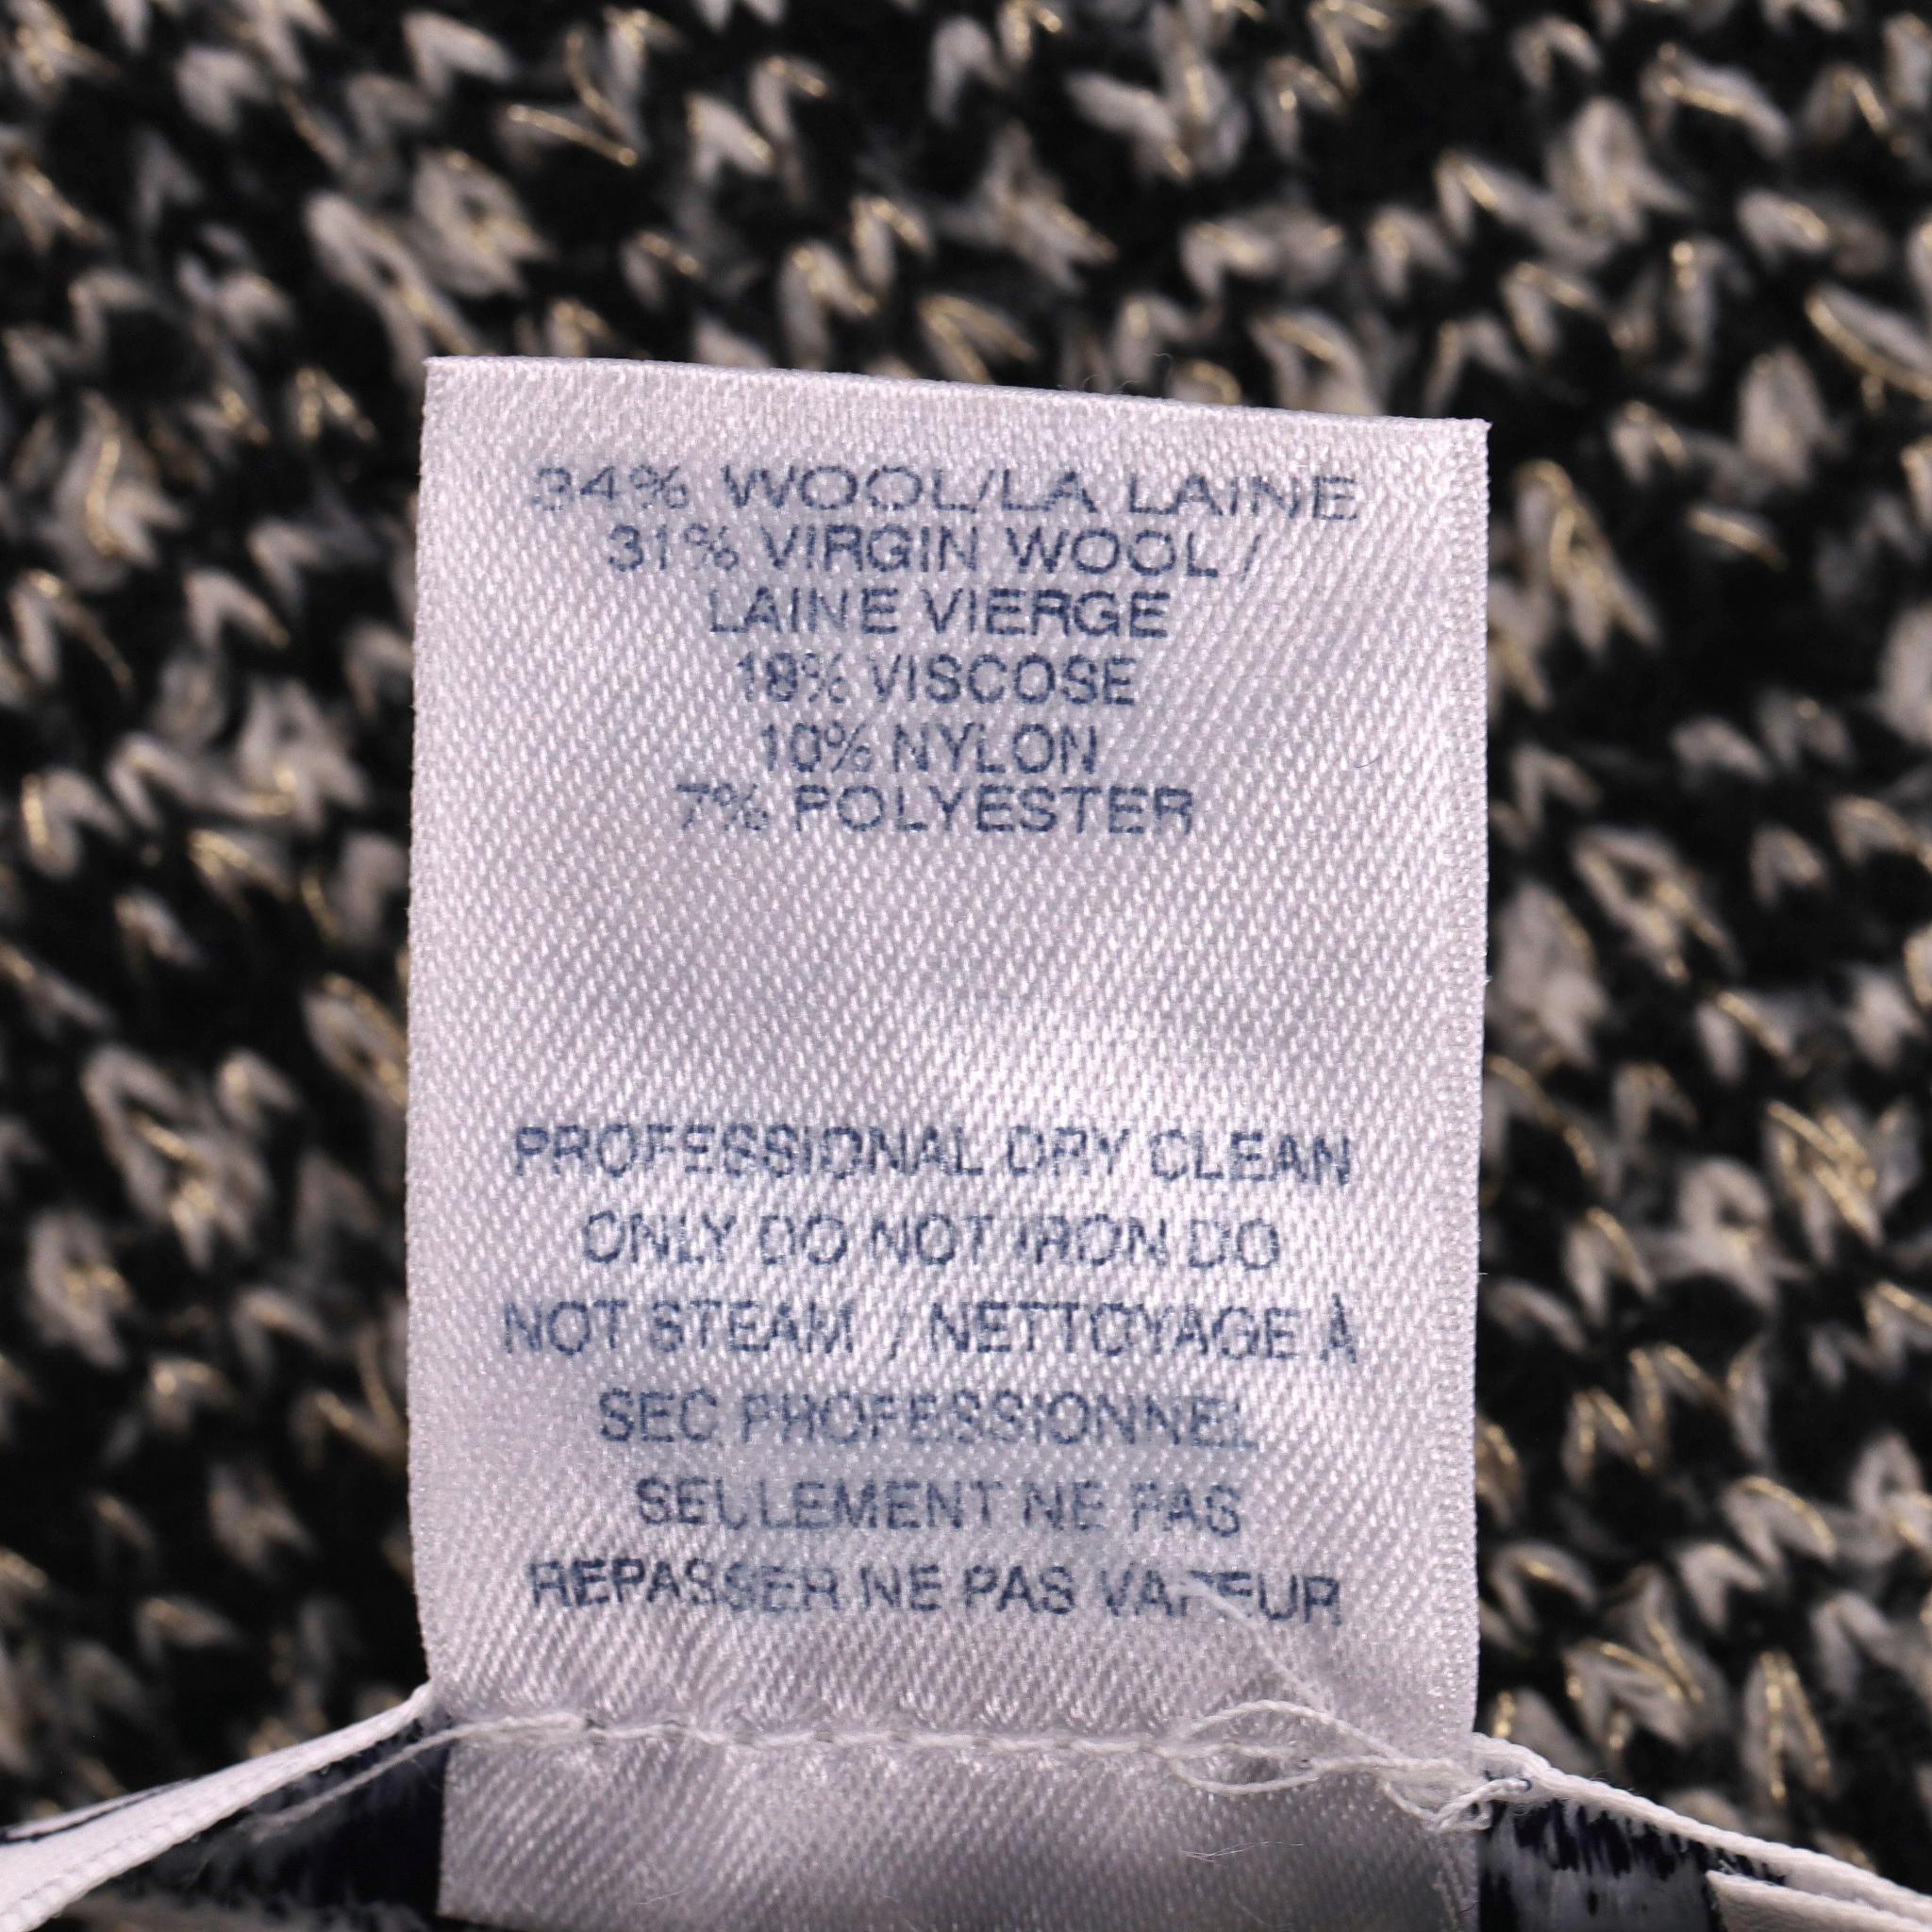 34% WOOL/LA LAINE
31% VIRGIN WOOL /
LAINE VIERGE
18% VISCOSE
10% NYLON
7% POLYESTER
PROFESSIONAL DRY CLEAN
ONLY DO NOT IRON DO
NOT STEAM / NETTOYAGE À
SEC PROFESSIONNEL
SEULEMENT NE PAS
REPASSER NE PAS VAPEUR